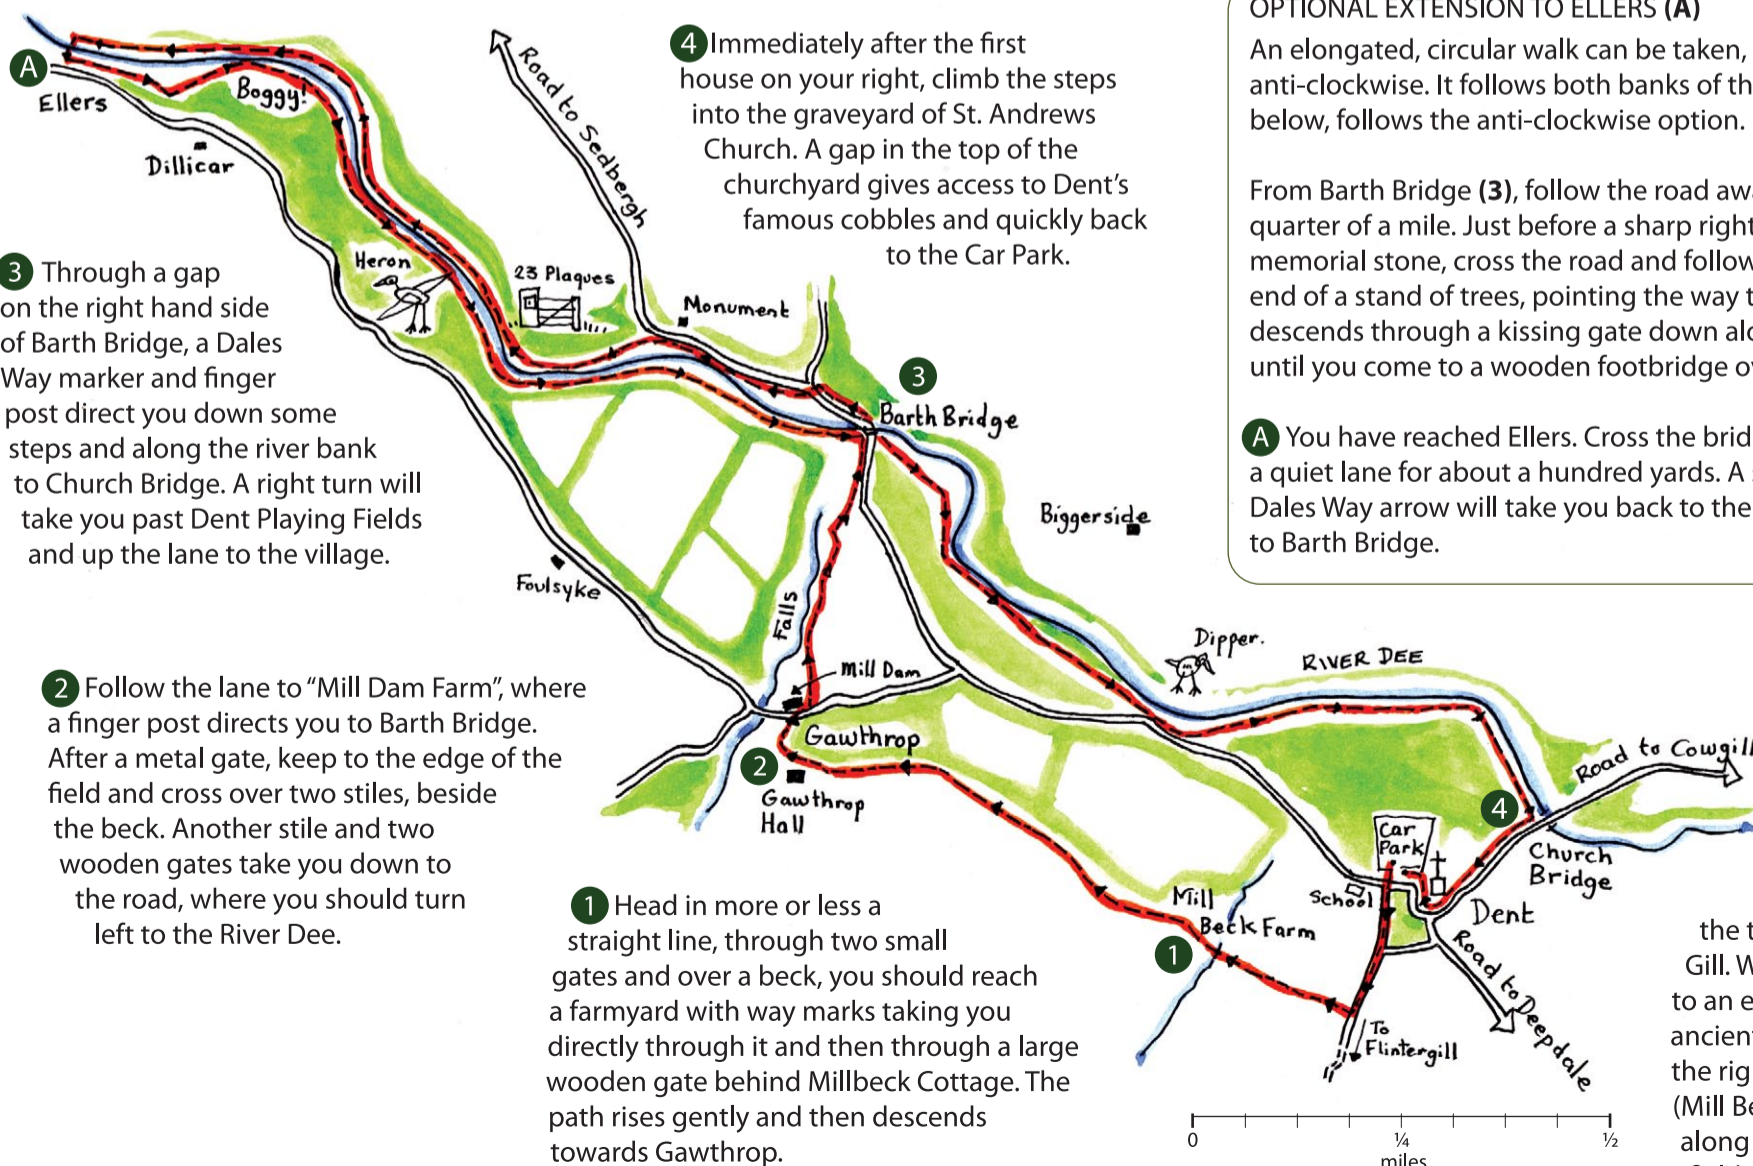 OPTIONAL EXTENSION TO ELLERS (A)
An elongated, circular walk can be taken,
anti-clockwise. It follows both banks of th
below, follows the anti-clockwise option.
From Barth Bridge (3), follow the road awa
quarter of a mile. Just before a sharp right
memorial stone, cross the road and follow
end of a stand of trees, pointing the way t
descends through a kissing gate down alo
until you come to a wooden footbridge ov
A You have reached Ellers. Cross the brid
a quiet lane for about a hundred yards. A s
Dales Way arrow will take you back to the
to Barth Bridge.
4 Immediately after the first
house on your right, climb the steps
into the graveyard of St. Andrews
Church. A gap in the top of the
churchyard gives access to Dent's
famous cobbles and quickly back
to the Car Park.
3 Through a gap
on the right hand side
of Barth Bridge, a Dales
Way marker and finger
post direct you down some
steps and along the river bank
to Church Bridge. A right turn will
take you past Dent Playing Fields
and up the lane to the village.
2 Follow the lane to "Mill Dam Farm", where
a finger post directs you to Barth Bridge.
After a metal gate, keep to the edge of the
field and cross over two stiles, beside
the beck. Another stile and two
wooden gates take you down to
the road, where you should turn
left to the River Dee.
1 Head in more or less a
straight line, through two small
gates and over a beck, you should reach
a farmyard with way marks taking you
directly through it and then through a large
wooden gate behind Millbeck Cottage. The
path rises gently and then descends
towards Gawthrop.
A
Ellers
Boggy!
Dillicar
Road to Sedbergh
Heron
23 Plaques
Monument
3
Barth Bridge
Biggerside
Foulsyke
Falls
Mill Dam
Gawthrop
2
Gawthrop
Hall
Dipper.
RIVER DEE
Road to Cowgill
4
Church
Bridge
Car
Park
School
Dent
Mill
Beck Farm
1
Road to Deepdale
To
Flintergill
0 ¼ ½
miles
the t
Gill. W
to an e
ancient
the rig
(Mill Be
along